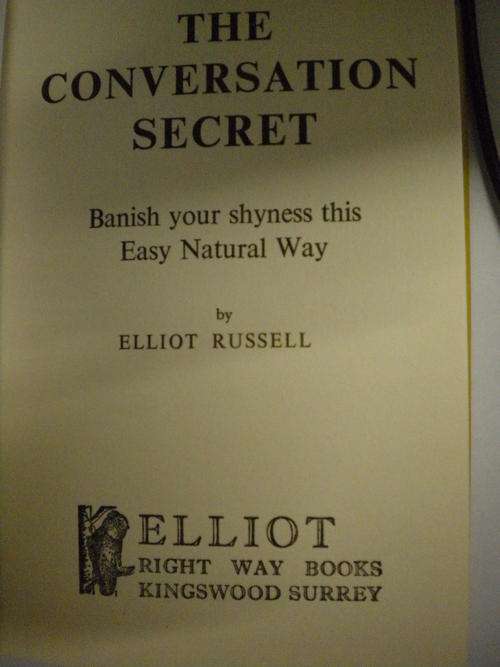 THE
CONVERSATION
SECRET
Banish your shyness this
Easy Natural Way
by
ELLIOT RUSSELL
ELLIOT
RIGHT WAY BOOKS
KINGSWOOD SURREY